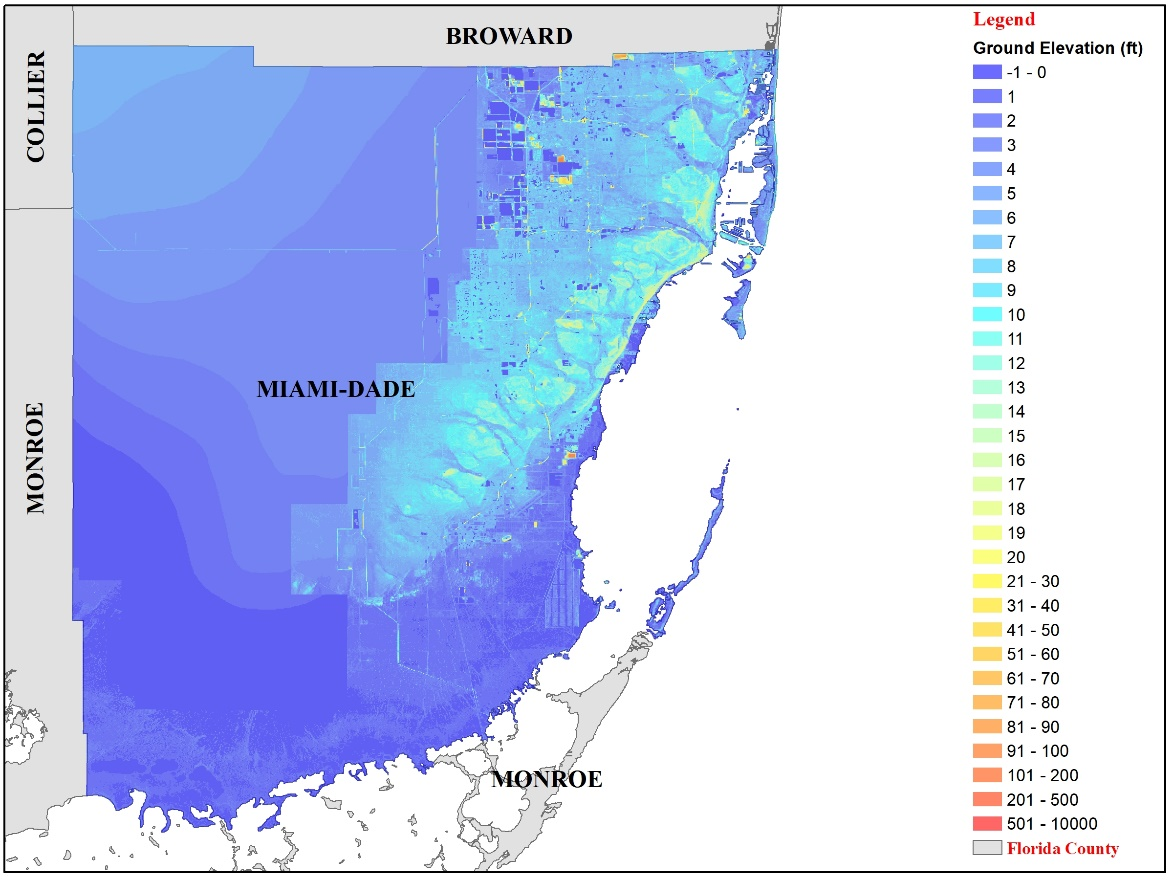 BROWARD
COLLIER
MONROE
MIAMI-DADE
MONROE
Legend
Ground Elevation (ft)
-1 - 0
1
2
3
4
5
6
7
8
9
10
11
12
13
14
15
16
17
18
19
20
21 - 30
31 - 40
41 - 50
51 - 60
61 - 70
71 - 80
81 - 90
91 - 100
101 - 200
201 - 500
501 - 10000
Florida County